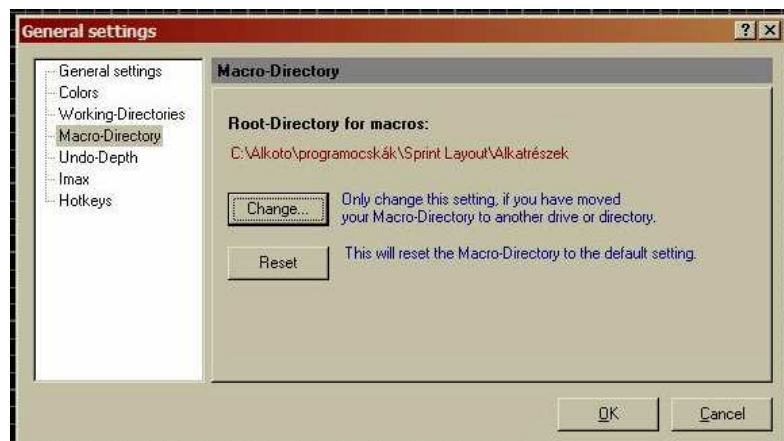 General settings
General settings
Colors
Working-Directories
Macro-Directory
Undo-Depth
Imax
Hotkeys
Macro-Directory
Root-Directory for macros:
C:\Alkoto\programocskák\Sprint Layout\Alkatrészek
Change...
Only change this setting, if you have moved
your Macro-Directory to another drive or directory.
Reset
This will reset the Macro-Directory to the default setting.
OK
Cancel